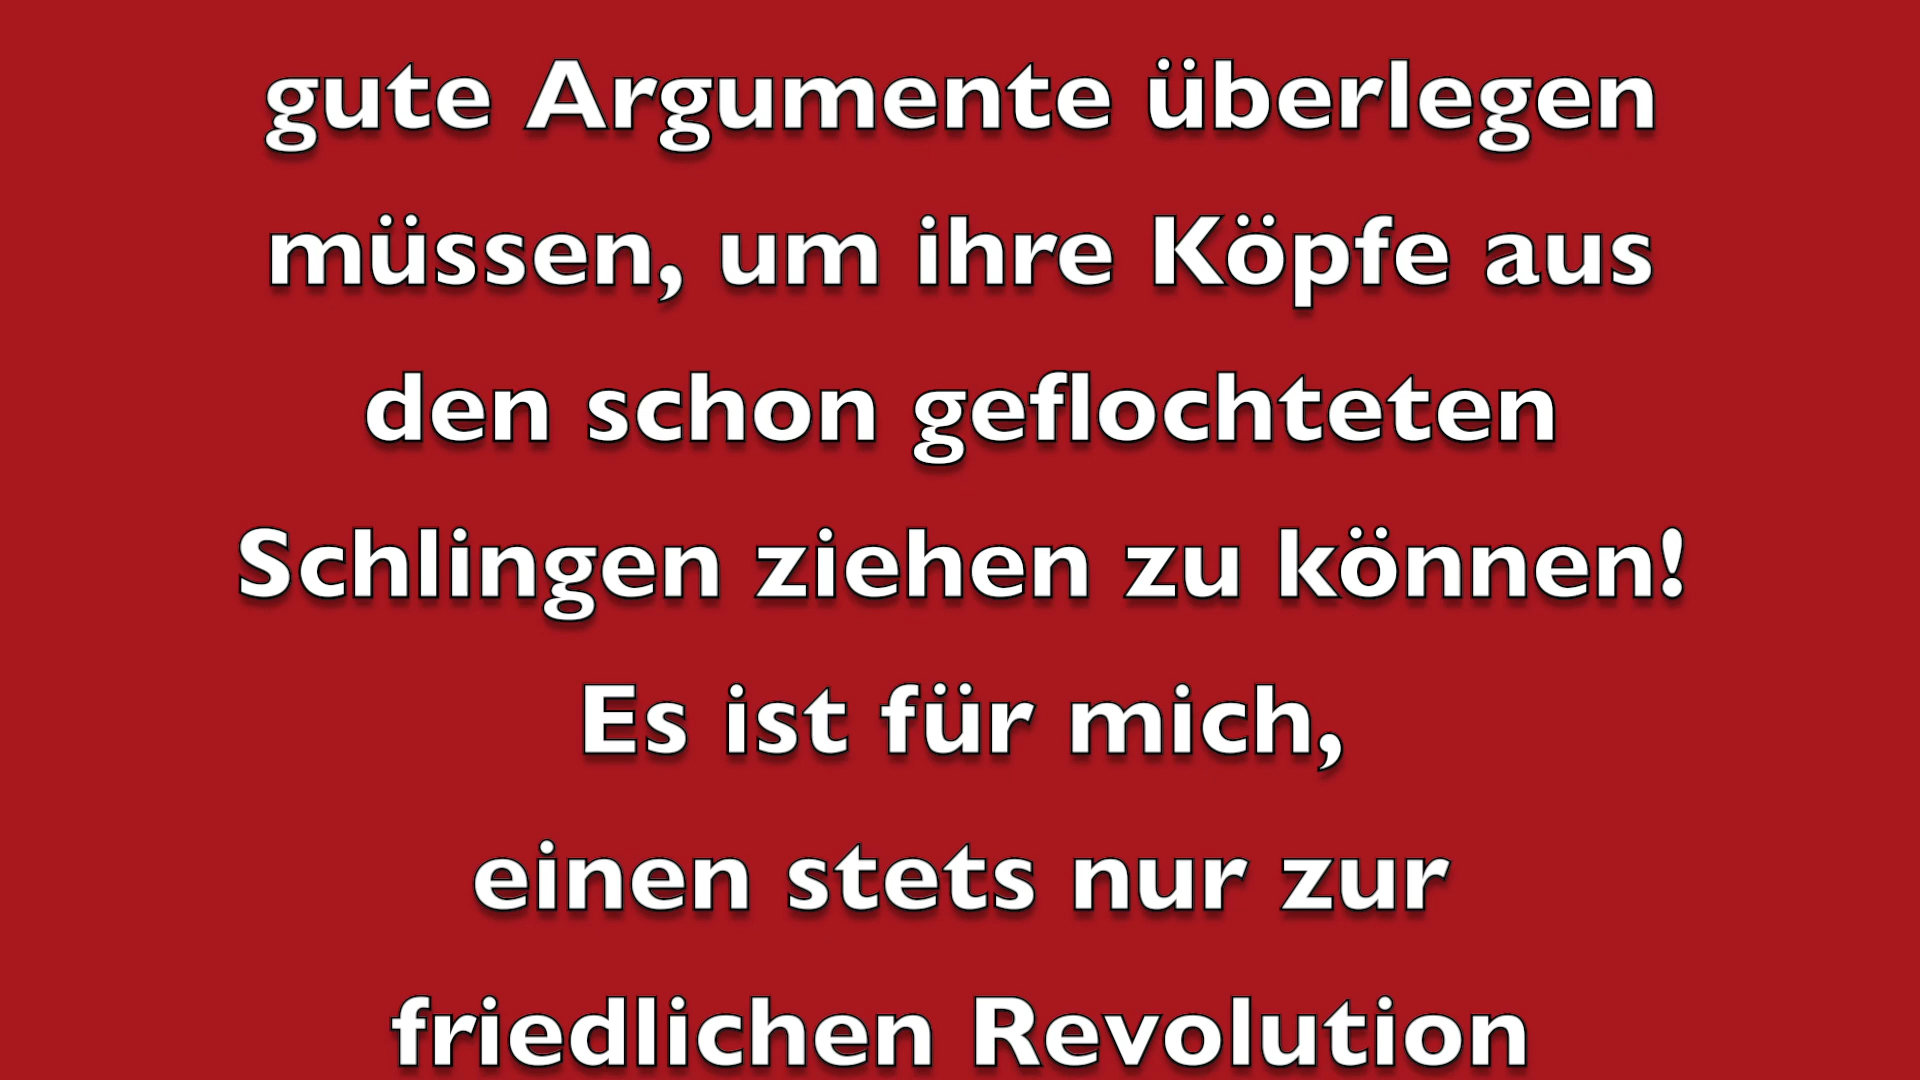 gute Argumente überlegen
müssen, um ihre Köpfe aus
den schon geflochteten
Schlingen ziehen zu können!
Es ist für mich,
einen stets nur zur
friedlichen Revolution